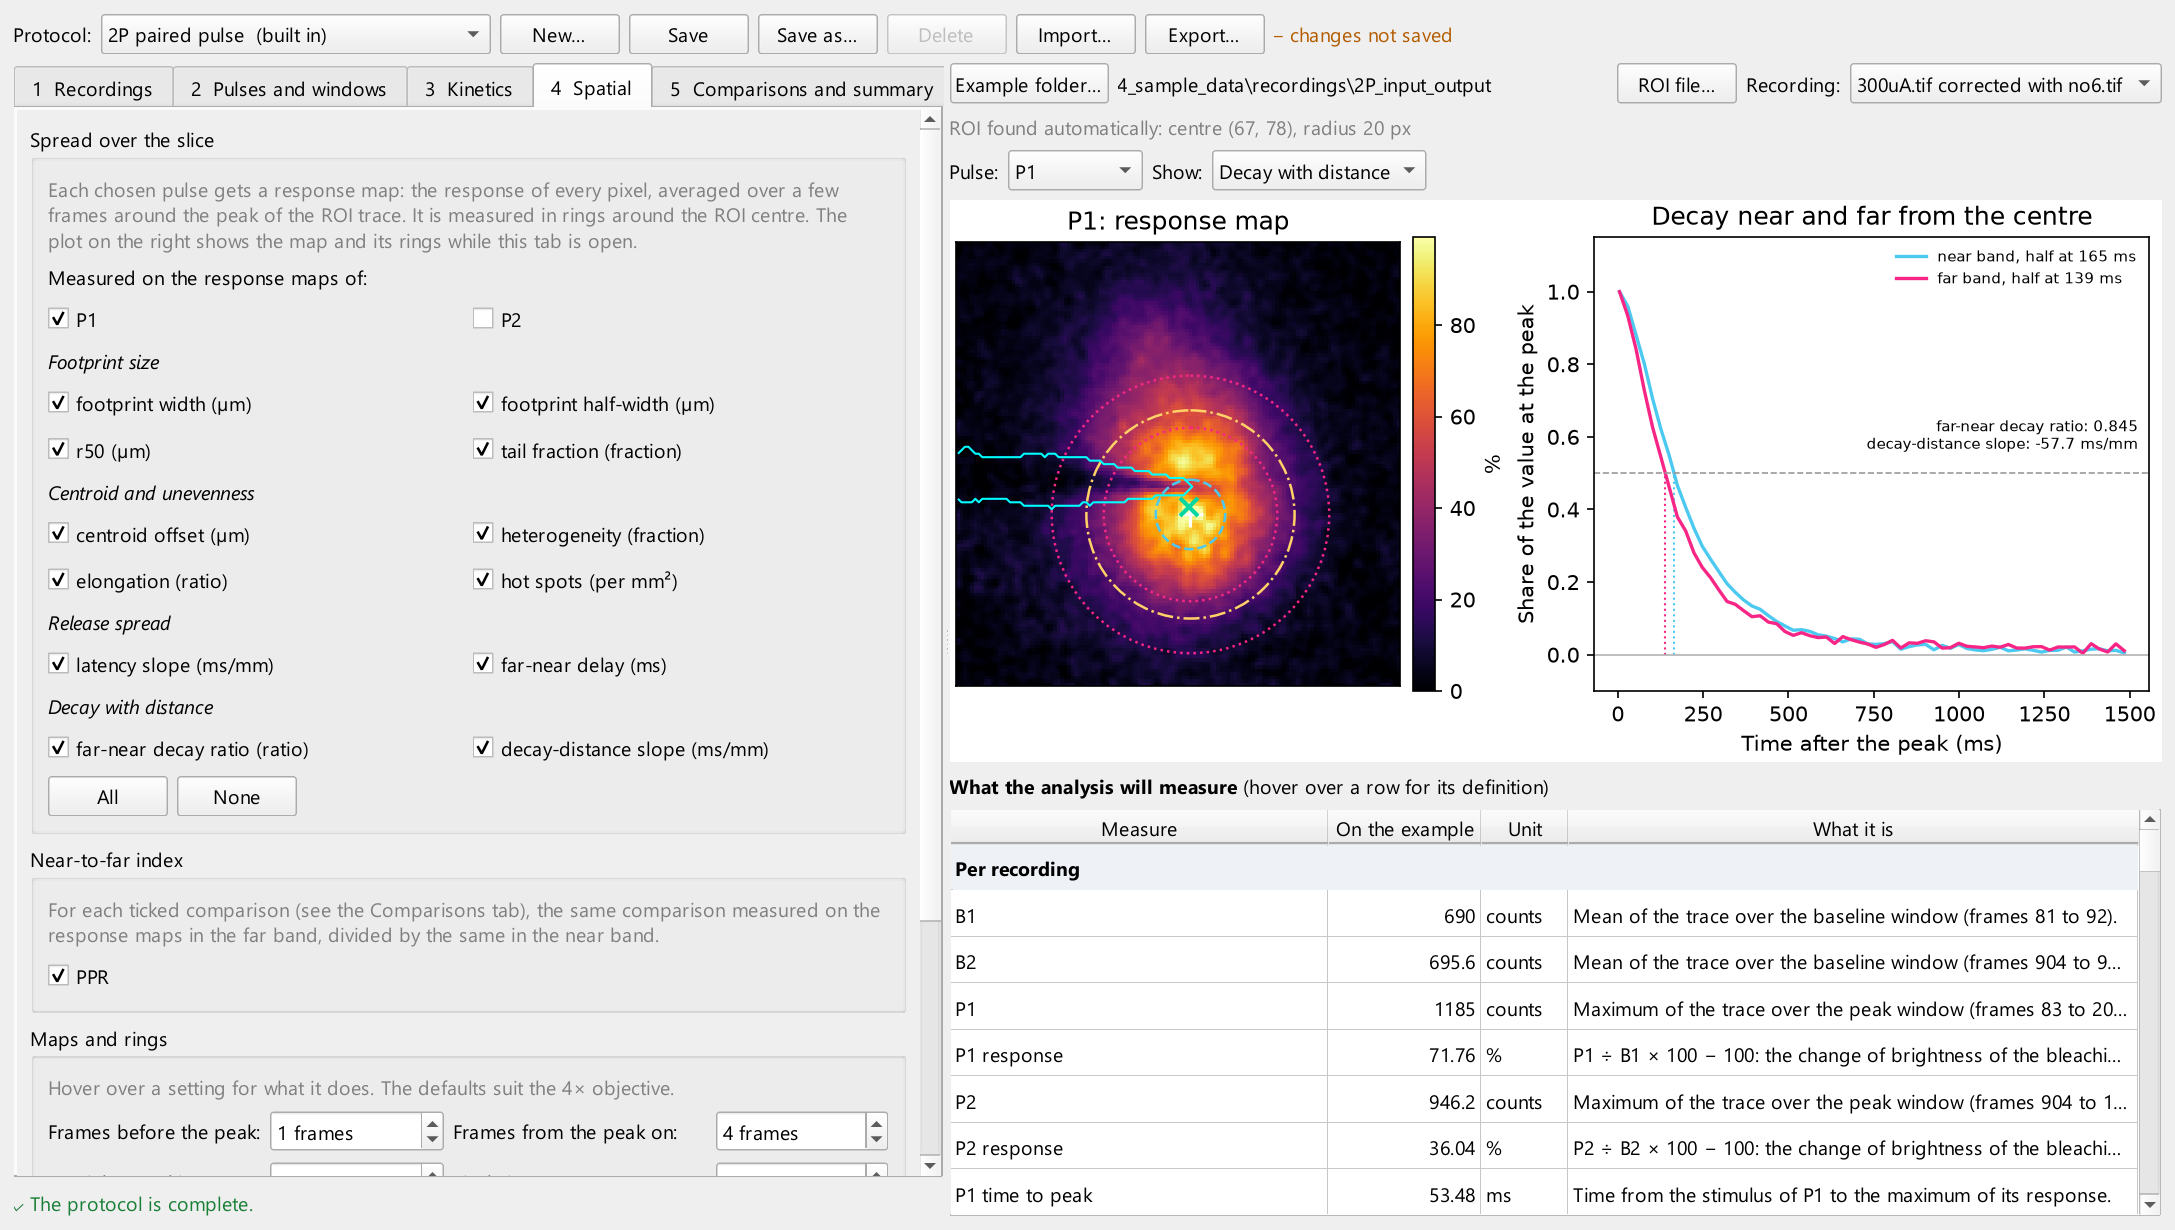 Protocol: 2P paired pulse (built in) New... Save Save as... Delete Import... Export... – changes not saved
1 Recordings 2 Pulses and windows 3 Kinetics 4 Spatial 5 Comparisons and summary
Spread over the slice
Each chosen pulse gets a response map: the response of every pixel, averaged over a few
frames around the peak of the ROI trace. It is measured in rings around the ROI centre. The
plot on the right shows the map and its rings while this tab is open.
Measured on the response maps of:
P1 P2
Footprint size
footprint width (µm) footprint half-width (µm)
r50 (µm) tail fraction (fraction)
Centroid and unevenness
centroid offset (µm) heterogeneity (fraction)
elongation (ratio) hot spots (per mm²)
Release spread
latency slope (ms/mm) far-near delay (ms)
Decay with distance
far-near decay ratio (ratio) decay-distance slope (ms/mm)
All None
Near-to-far index
For each ticked comparison (see the Comparisons tab), the same comparison measured on the
response maps in the far band, divided by the same in the near band.
PPR
Maps and rings
Hover over a setting for what it does. The defaults suit the 4× objective.
Frames before the peak: 1 frames Frames from the peak on: 4 frames
✓ The protocol is complete.
Example folder... 4_sample_data\recordings\2P_input_output ROI file... Recording: 300uA.tif corrected with no6.tif
ROI found automatically: centre (67, 78), radius 20 px
Pulse: P1 Show: Decay with distance
P1: response map
80
60
40
20
0
%
Decay near and far from the centre
near band, half at 165 ms
far band, half at 139 ms
far-near decay ratio: 0.845
decay-distance slope: -57.7 ms/mm
Share of the value at the peak
1.0
0.8
0.6
0.4
0.2
0.0
0 250 500 750 1000 1250 1500
Time after the peak (ms)
What the analysis will measure (hover over a row for its definition)
Measure On the example Unit What it is
Per recording
B1 690 counts Mean of the trace over the baseline window (frames 81 to 92).
B2 695.6 counts Mean of the trace over the baseline window (frames 904 to 9...
P1 1185 counts Maximum of the trace over the peak window (frames 83 to 20...
P1 response 71.76 % P1 ÷ B1 × 100 − 100: the change of brightness of the bleachi...
P2 946.2 counts Maximum of the trace over the peak window (frames 904 to 1...
P2 response 36.04 % P2 ÷ B2 × 100 − 100: the change of brightness of the bleachi...
P1 time to peak 53.48 ms Time from the stimulus of P1 to the maximum of its response.